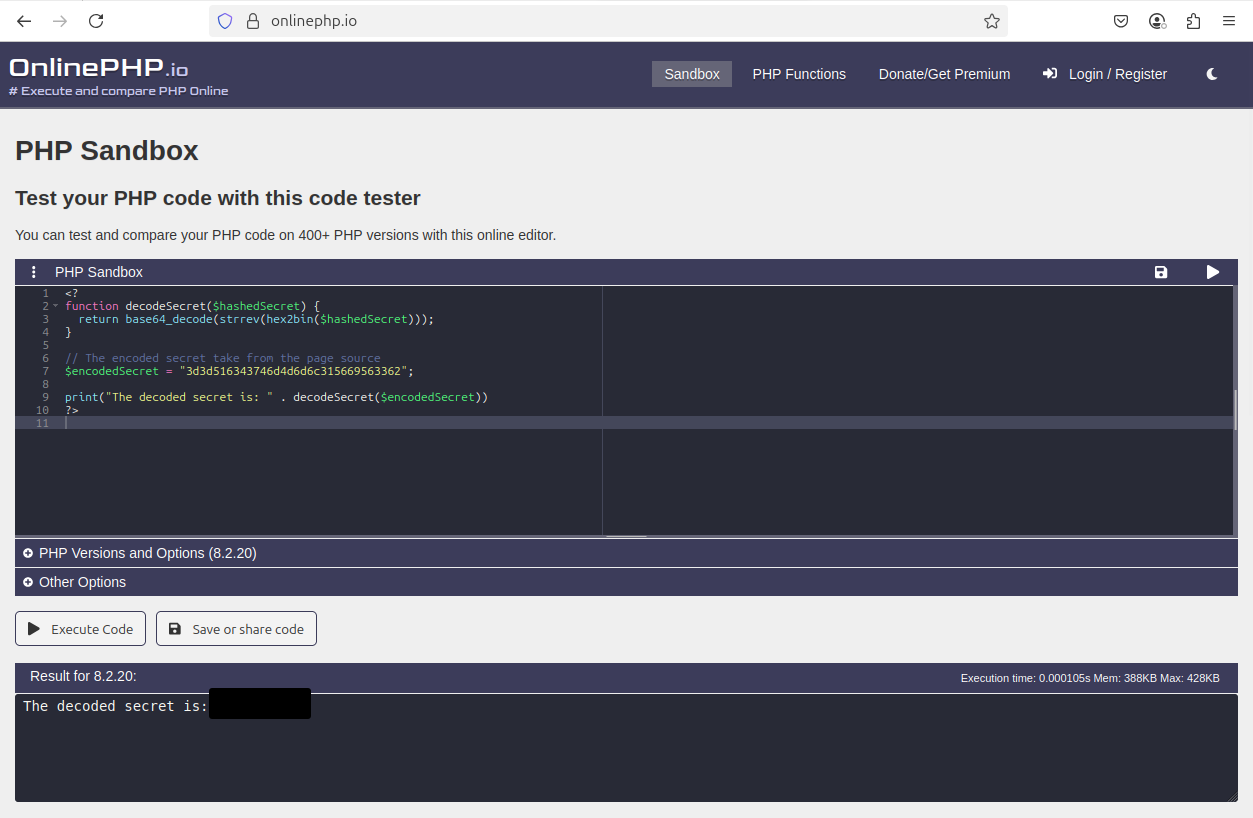 onlinephp.io
OnlinePHP.io
# Execute and compare PHP Online
Sandbox PHP Functions Donate/Get Premium Login / Register
PHP Sandbox
Test your PHP code with this code tester
You can test and compare your PHP code on 400+ PHP versions with this online editor.
PHP Sandbox
1 <?
2 function decodeSecret($hashedSecret) {
3 return base64_decode(strrev(hex2bin($hashedSecret)));
4 }
5
6 // The encoded secret take from the page source
7 $encodedSecret = "3d3d516343746d4d6d6c315669563362";
8
9 print("The decoded secret is: " . decodeSecret($encodedSecret))
10 ?>
11
PHP Versions and Options (8.2.20)
Other Options
Execute Code Save or share code
Result for 8.2.20: Execution time: 0.000105s Mem: 388KB Max: 428KB
The decoded secret is: